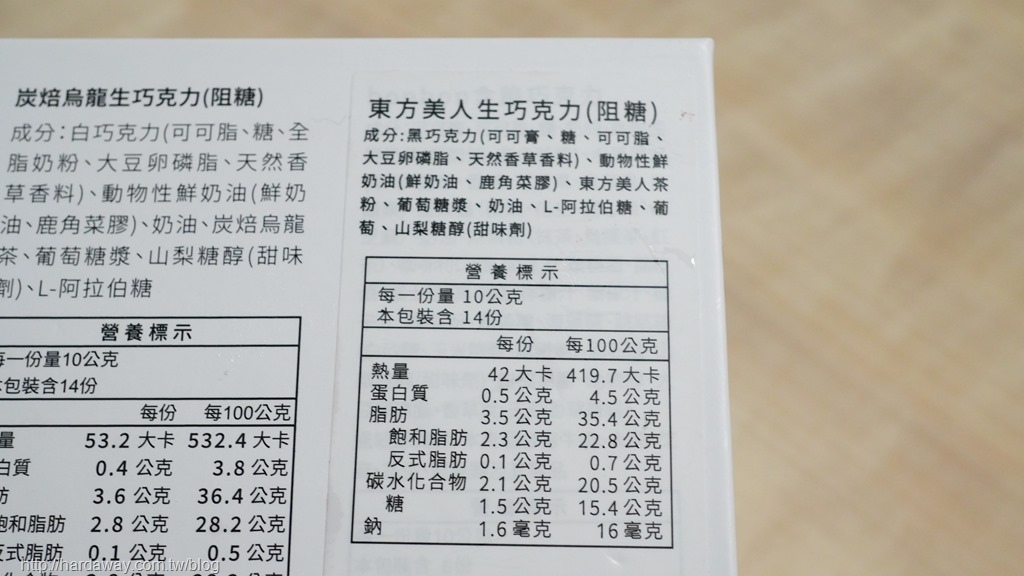 炭焙烏龍生巧克力(阻糖)
成分:白巧克力(可可脂、糖、全
脂奶粉、大豆卵磷脂、天然香
草香料)、動物性鮮奶油(鮮奶
油、鹿角菜膠)、奶油、炭焙烏龍
茶、葡萄糖漿、山梨糖醇(甜味
劑)、L-阿拉伯糖
營養標示
每一份量10公克
本包裝含14份
每份 每100公克
量 53.2 大卡 532.4 大卡
白質 0.4 公克 3.8 公克
肪 3.6 公克 36.4 公克
飽和脂肪 2.8 公克 28.2 公克
反式脂肪 0.1 公克 0.5 公克
東方美人生巧克力(阻糖)
成分:黑巧克力(可可膏、糖、可可脂、
大豆卵磷脂、天然香草香料)、動物性鮮
奶油(鮮奶油、鹿角菜膠)、東方美人茶
粉、葡萄糖漿、奶油、L-阿拉伯糖、葡
萄、山梨糖醇(甜味劑)
營養標示
每一份量 10公克
本包裝含 14份
每份 每100公克
熱量 42 大卡 419.7 大卡
蛋白質 0.5 公克 4.5 公克
脂肪 3.5 公克 35.4 公克
飽和脂肪 2.3 公克 22.8 公克
反式脂肪 0.1 公克 0.7 公克
碳水化合物 2.1 公克 20.5 公克
糖 1.5 公克 15.4 公克
鈉 1.6 毫克 16 毫克
http://hardaway.com.tw/blog